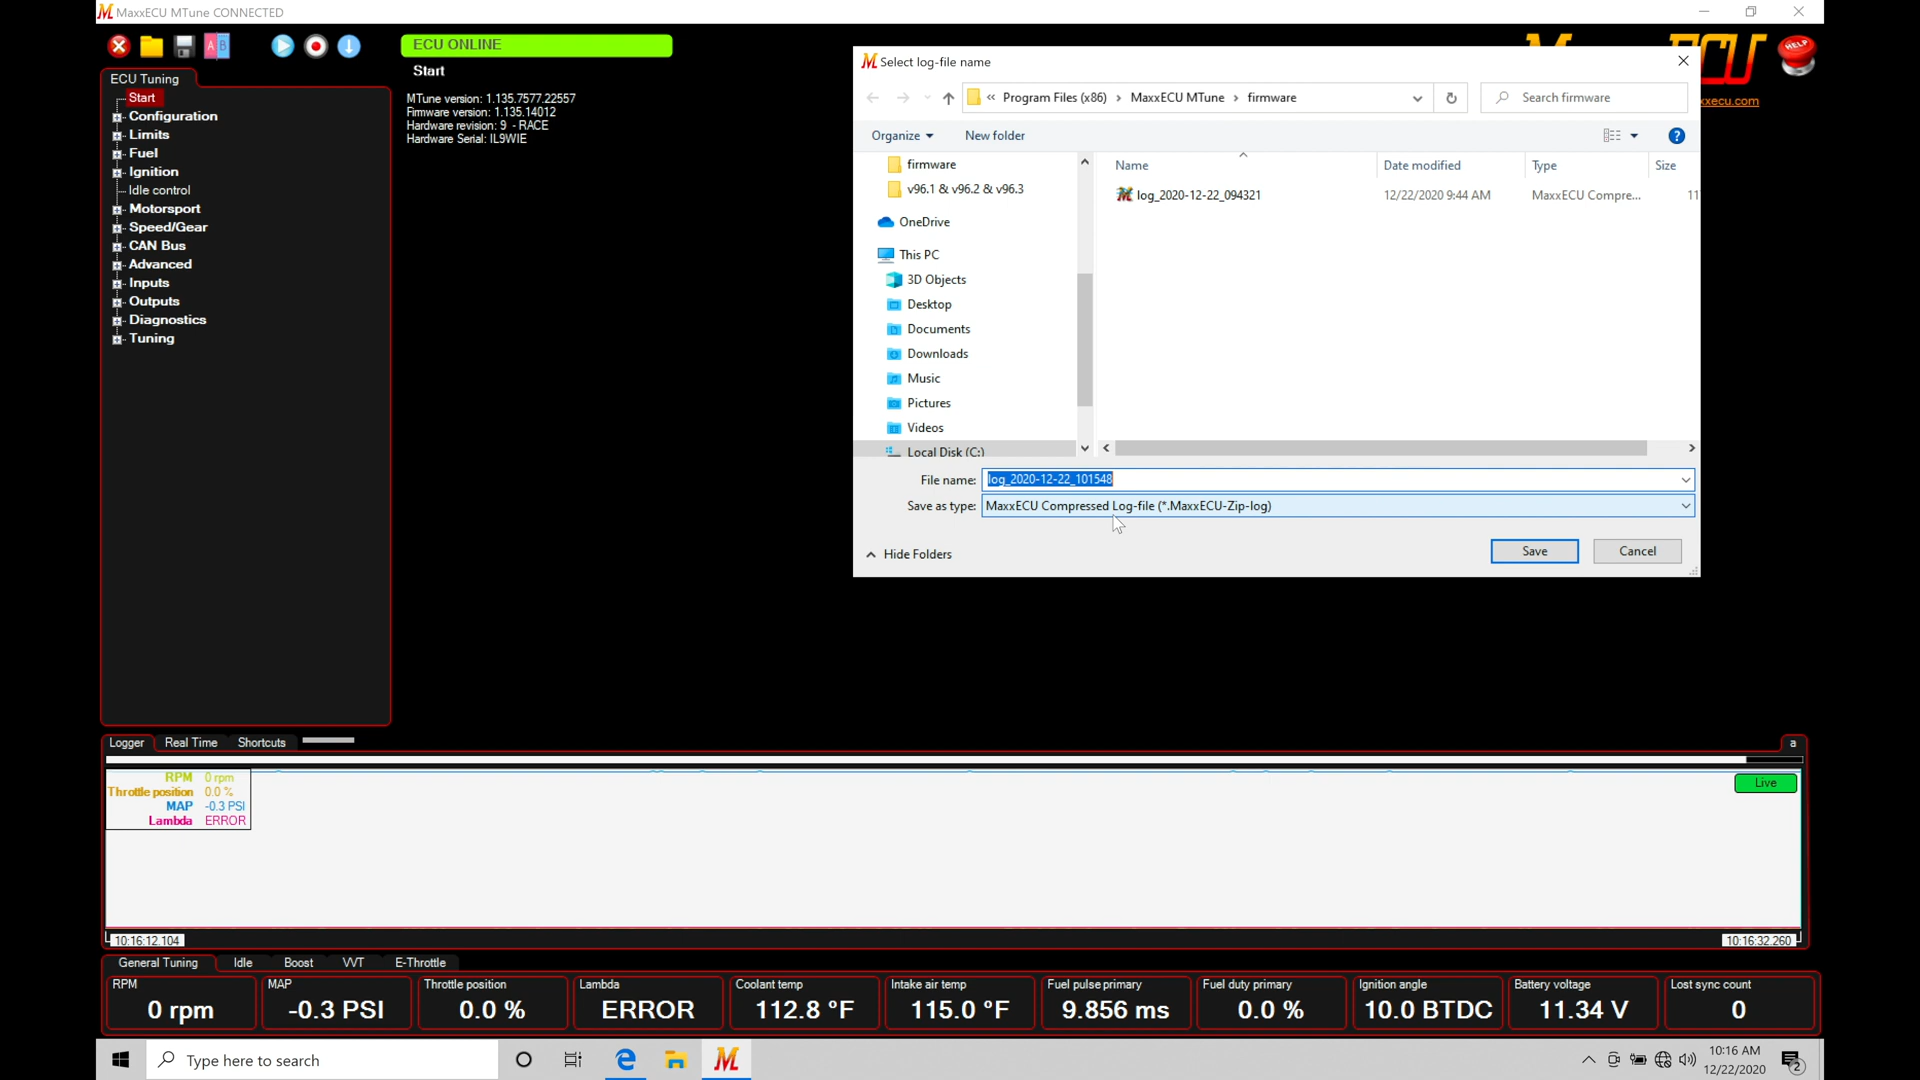 MaxxECU MTune CONNECTED
ECU ONLINE
HELP
xxecu.com
ECU Tuning
Start
Configuration
Limits
Fuel
Ignition
Idle control
Motorsport
Speed/Gear
CAN Bus
Advanced
Inputs
Outputs
Diagnostics
Tuning
Start
MTune version: 1.135.7577.22557
Firmware version: 1.135.14012
Hardware revision: 9 - RACE
Hardware Serial: IL9WIE
Select log-file name
« Program Files (x86) › MaxxECU MTune › firmware
Search firmware
Organize
New folder
firmware
v96.1 & v96.2 & v96.3
OneDrive
This PC
3D Objects
Desktop
Documents
Downloads
Music
Pictures
Videos
Local Disk (C:)
Name Date modified Type Size
log_2020-12-22_094321 12/22/2020 9:44 AM MaxxECU Compre... 11
File name: log_2020-12-22_101548
Save as type: MaxxECU Compressed Log-file (*.MaxxECU-Zip-log)
Hide Folders
Save
Cancel
Logger Real Time Shortcuts
a
RPM 0 rpm
Throttle position 0.0 %
MAP -0.3 PSI
Lambda ERROR
Live
10:16:12.104
10:16:32.260
General Tuning Idle Boost VVT E-Throttle
RPM
0 rpm
MAP
-0.3 PSI
Throttle position
0.0 %
Lambda
ERROR
Coolant temp
112.8 °F
Intake air temp
115.0 °F
Fuel pulse primary
9.856 ms
Fuel duty primary
0.0 %
Ignition angle
10.0 BTDC
Battery voltage
11.34 V
Lost sync count
0
Type here to search
10:16 AM
12/22/2020
2